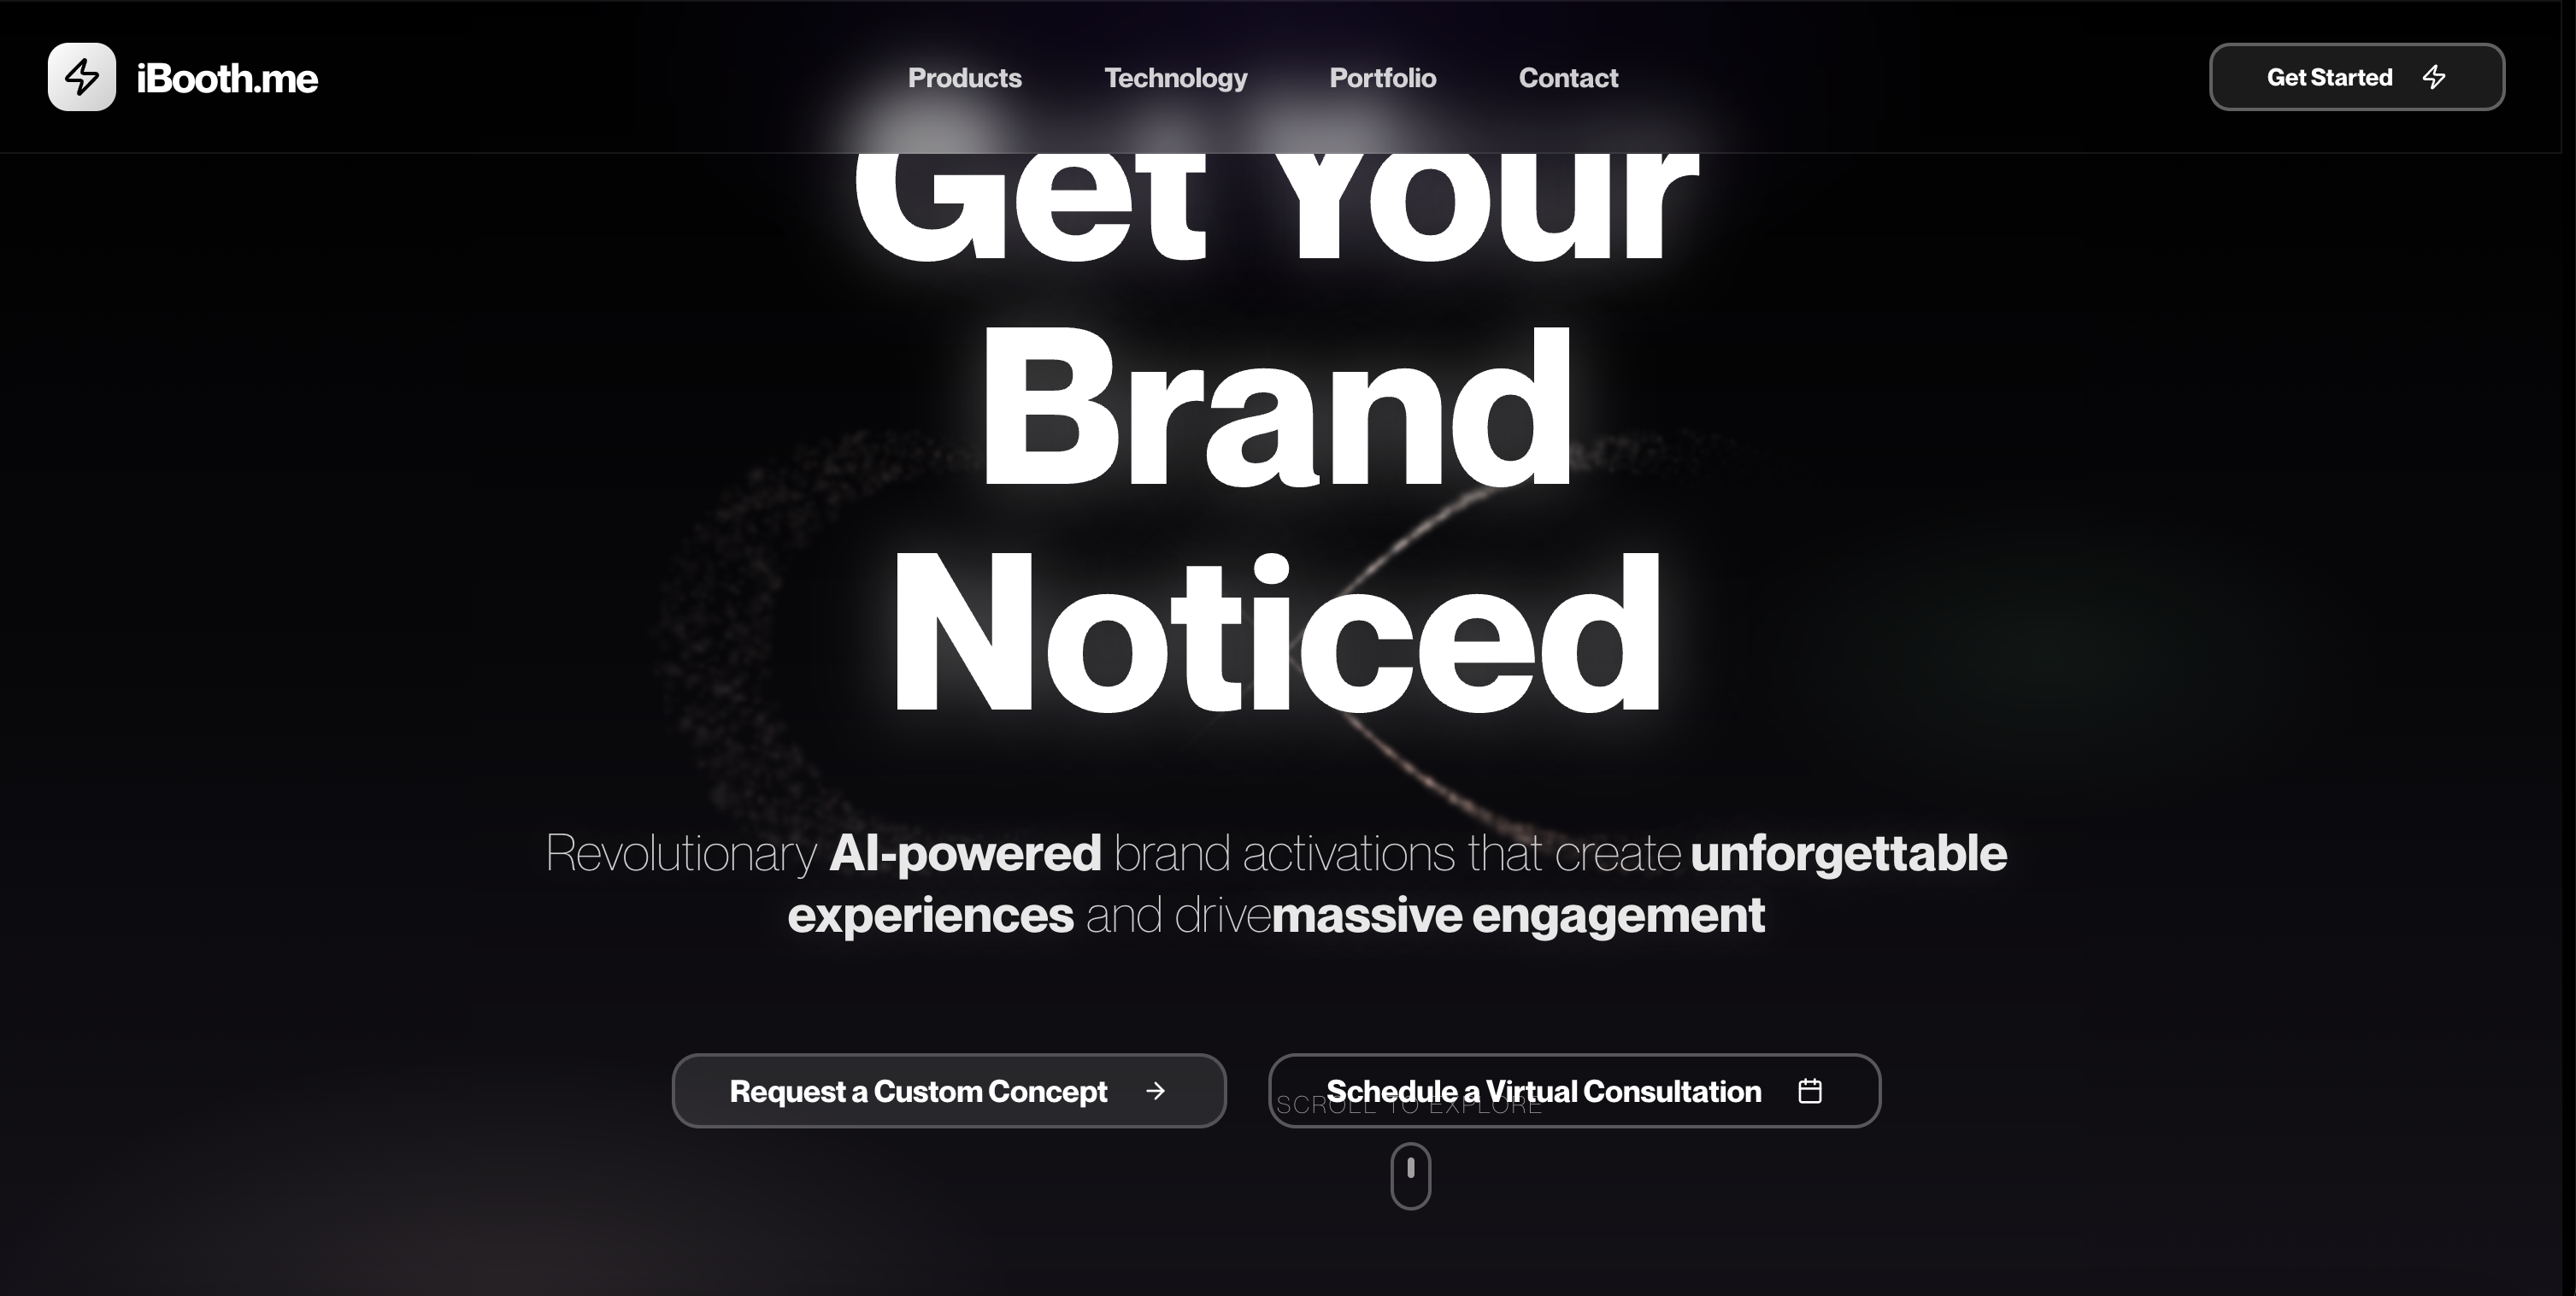 iBooth.me
Products
Technology
Portfolio
Contact
Get Started
Get Your
Brand
Noticed
Revolutionary AI-powered brand activations that create unforgettable
experiences and drivemassive engagement
Request a Custom Concept
Schedule a Virtual Consultation
SCROLL TO EXPLORE